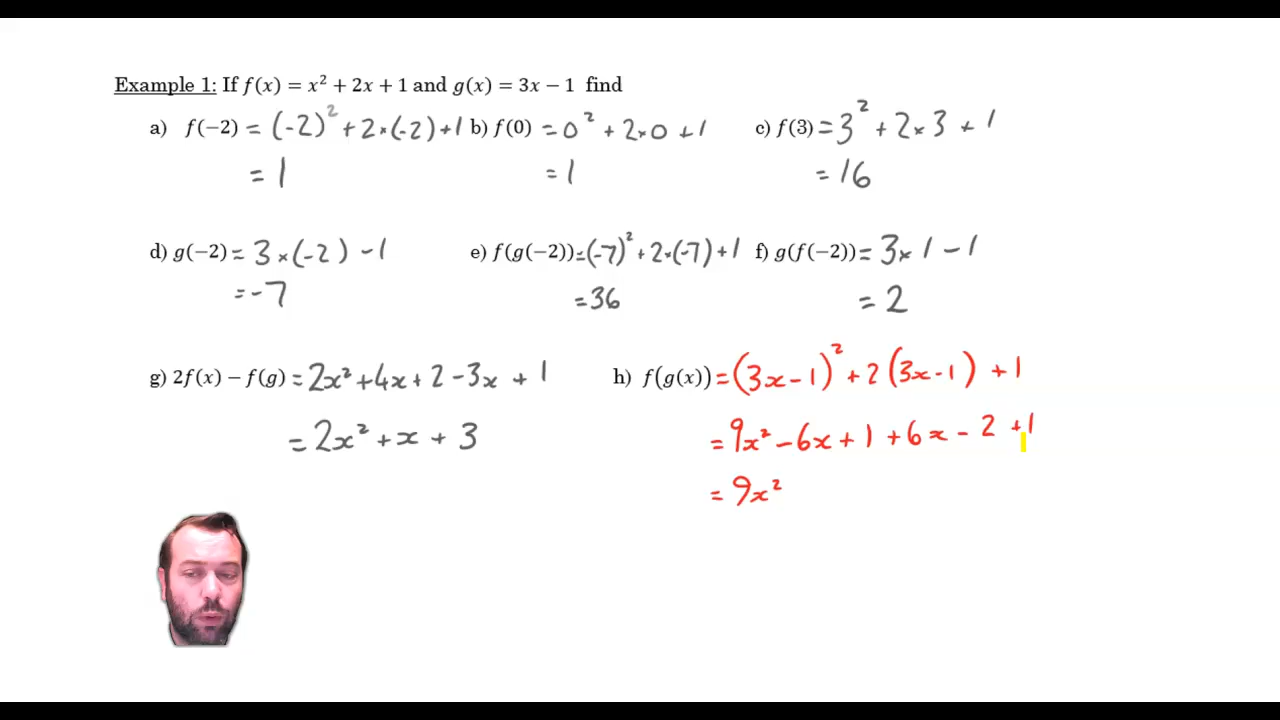 Example 1: If f(x) = x² + 2x + 1 and g(x) = 3x − 1 find
a) f(−2) = (-2)² + 2×(-2) + 1
= 1
b) f(0) = 0² + 2×0 + 1
= 1
c) f(3) = 3² + 2×3 + 1
= 16
d) g(−2) = 3×(-2) − 1
= -7
e) f(g(−2)) = (-7)² + 2×(-7) + 1
= 36
f) g(f(−2)) = 3×1 − 1
= 2
g) 2f(x) − f(g) = 2x² + 4x + 2 − 3x + 1
= 2x² + x + 3
h) f(g(x)) = (3x − 1)² + 2(3x - 1) + 1
= 9x² − 6x + 1 + 6x − 2 + 1
= 9x²